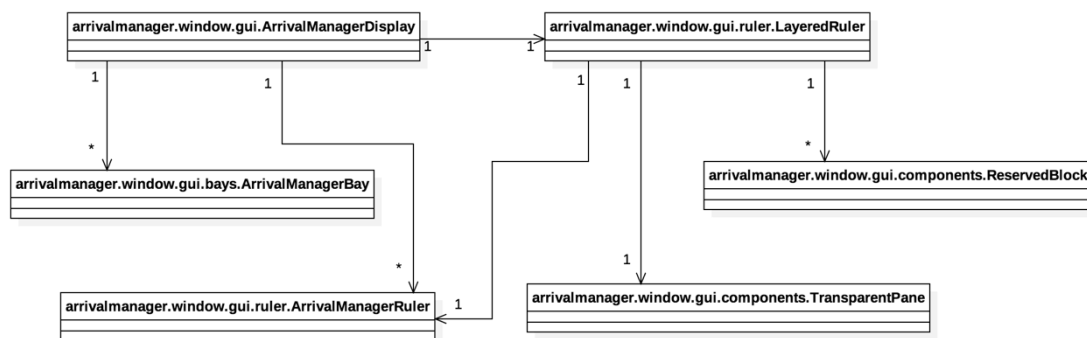 arrivalmanager.window.gui.ArrivalManagerDisplay
arrivalmanager.window.gui.ruler.LayeredRuler
1
1
1
1
1
1
1
*
*
arrivalmanager.window.gui.components.ReservedBlock
arrivalmanager.window.gui.bays.ArrivalManagerBay
*
1
arrivalmanager.window.gui.components.TransparentPane
arrivalmanager.window.gui.ruler.ArrivalManagerRuler
1